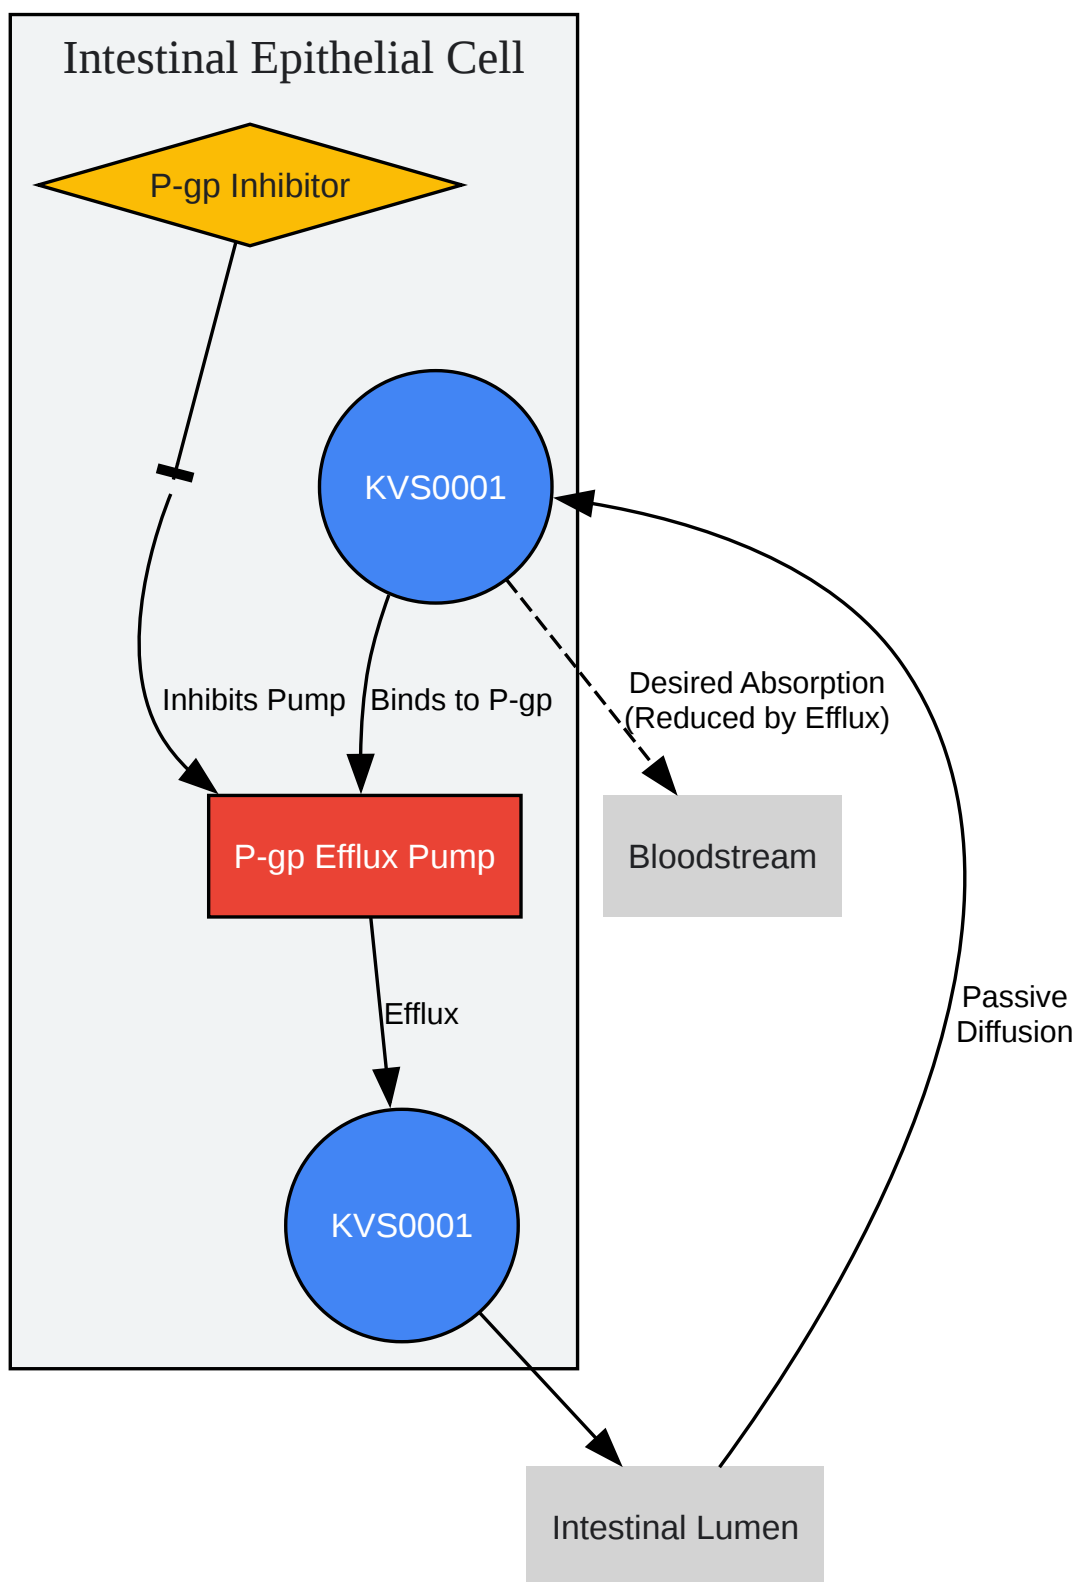 Intestinal Epithelial Cell
P-gp Inhibitor
KVS0001
Inhibits Pump
Binds to P-gp
Desired Absorption
(Reduced by Efflux)
P-gp Efflux Pump
Bloodstream
Efflux
Passive
Diffusion
KVS0001
Intestinal Lumen